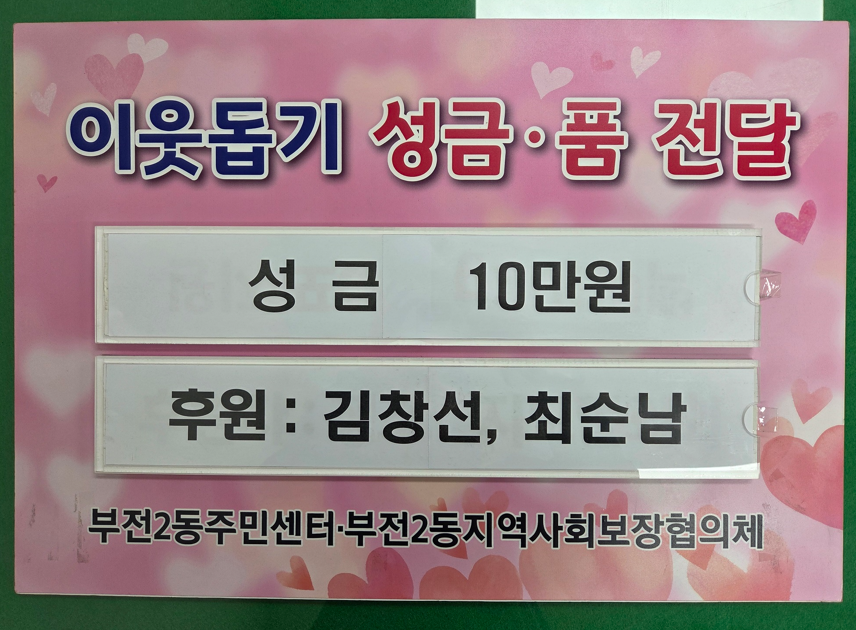 이웃돕기 성금·품 전달
성 금 10만원
후원 : 김창선, 최순남
부전2동주민센터·부전2동지역사회보장협의체